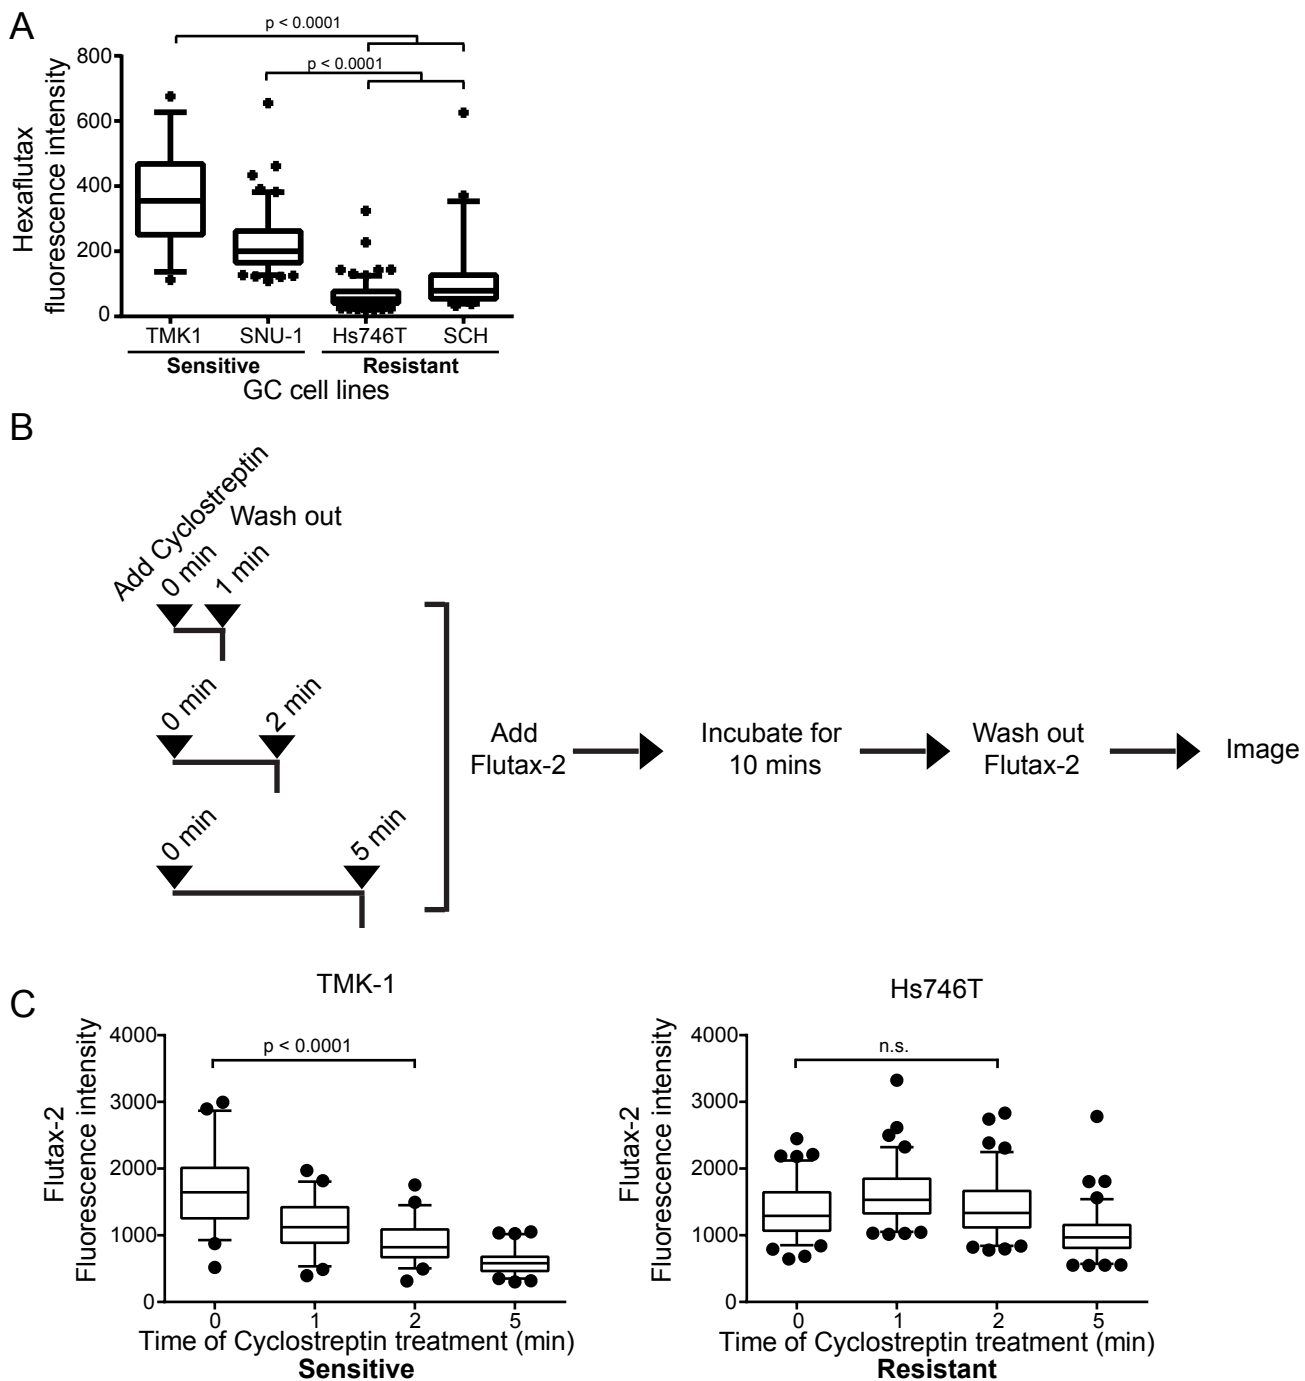 A
p < 0.0001
p < 0.0001
Hexaflutax
fluorescence intensity
800
600
400
200
0
TMK1 SNU-1 Hs746T SCH
Sensitive Resistant
GC cell lines
B
Add Cyclostreptin
Wash out
0 min 1 min
0 min 2 min
0 min 5 min
Add
Flutax-2
Incubate for
10 mins
Wash out
Flutax-2
Image
C
TMK-1
Flutax-2
Fluorescence intensity
4000
3000
2000
1000
0
p < 0.0001
0 1 2 5
Time of Cyclostreptin treatment (min)
Sensitive
Hs746T
Flutax-2
Fluorescence intensity
4000
3000
2000
1000
0
n.s.
0 1 2 5
Time of Cyclostreptin treatment (min)
Resistant